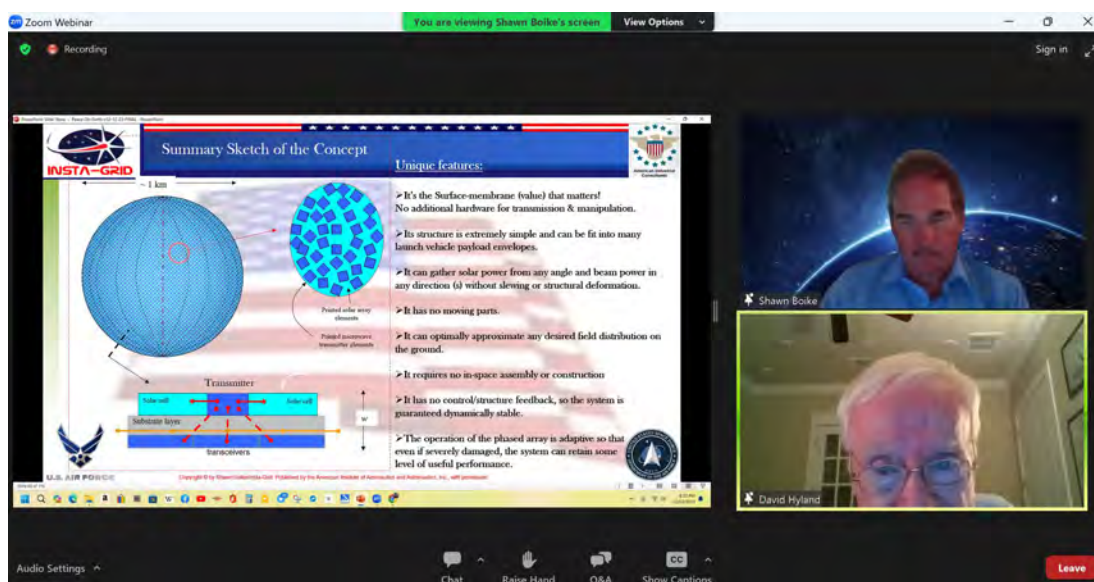 Zoom Webinar
You are viewing Shawn Boike's screen
View Options
Recording
Sign in
INSTA-GRID
Summary Sketch of the Concept
~ 1 km
Printed solar array
elements
transmitter elements
Transmitter
Solar cell
Solar cell
Substrate layer
w
transceivers
U.S. AIR FORCE
Unique features:
➢It's the Surface-membrane (value) that matters!
No additional hardware for transmission & manipulation.
➢Its structure is extremely simple and can be fit into many
launch vehicle payload envelopes.
➢It can gather solar power from any angle and beam power in
any direction (s) without slewing or structural deformation.
➢It has no moving parts.
➢It can optimally approximate any desired field distribution on
the ground.
➢It requires no in-space assembly or construction
➢It has no control/structure feedback, so the system is
guaranteed dynamically stable.
➢The operation of the phased array is adaptive so that
even if severely damaged, the system can retain some
level of useful performance.
Shawn Boike
David Hyland
Audio Settings
Chat
Raise Hand
Q&A
CC
Show Captions
Leave